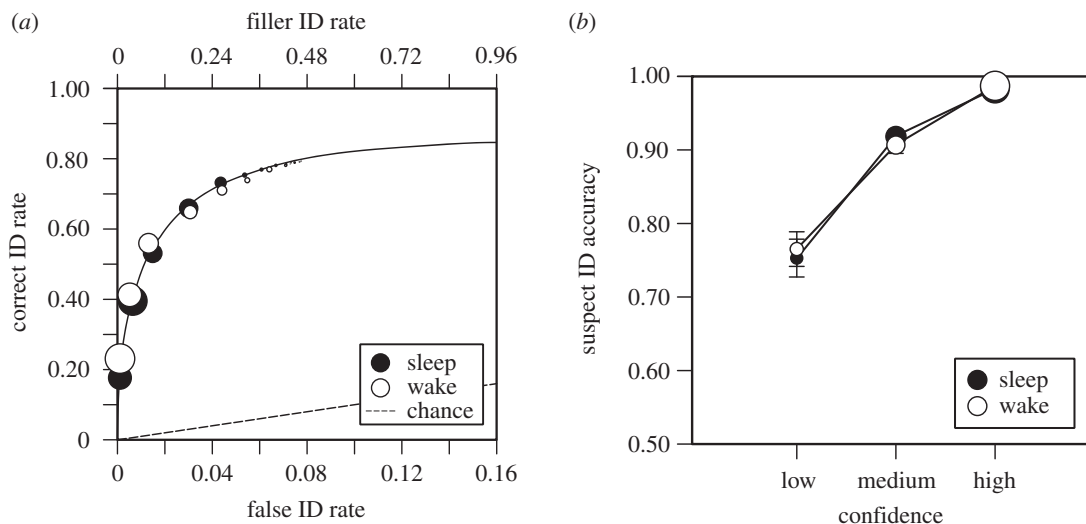 (a)
filler ID rate
0 0.24 0.48 0.72 0.96
1.00
0.80
0.60
0.40
0.20
0
correct ID rate
sleep
wake
chance
0 0.04 0.08 0.12 0.16
false ID rate
(b)
1.00
0.90
0.80
0.70
0.60
0.50
suspect ID accuracy
sleep
wake
low medium high
confidence